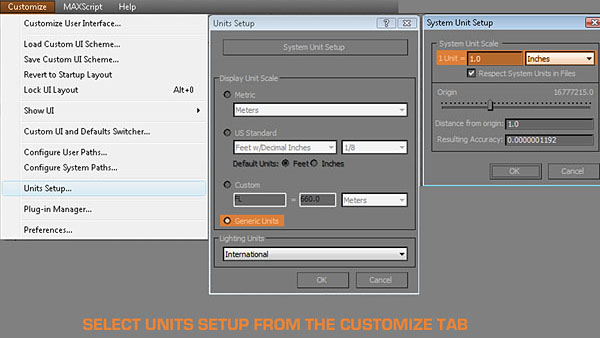 Customize MAXScript Help
Customize User Interface...
Load Custom UI Scheme...
Save Custom UI Scheme...
Revert to Startup Layout
Lock UI Layout Alt+0
Show UI
Custom UI and Defaults Switcher...
Configure User Paths...
Configure System Paths...
Units Setup...
Plug-in Manager...
Preferences...
Units Setup
System Unit Setup
Display Unit Scale
Metric
Meters
US Standard
Feet w/Decimal Inches 1/8
Default Units: Feet Inches
Custom
FL = 660.0 Meters
Generic Units
Lighting Units
International
OK Cancel
System Unit Setup
System Unit Scale
1 Unit = 1.0 Inches
Respect System Units in Files
Origin 16777215.0
Distance from origin: 1.0
Resulting Accuracy: 0.0000001192
OK Cancel
SELECT UNITS SETUP FROM THE CUSTOMIZE TAB